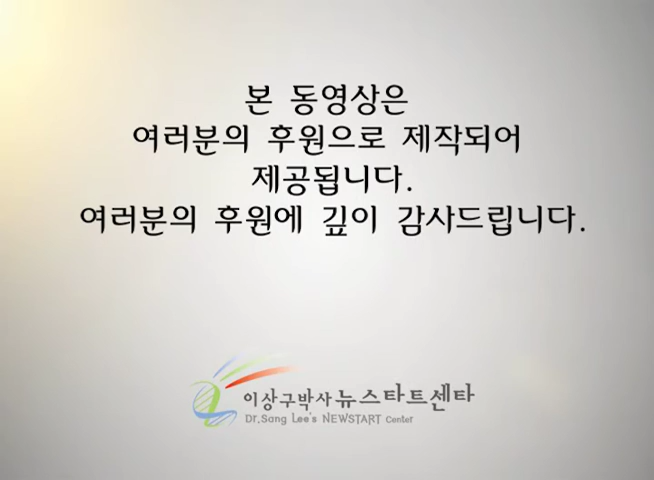 본 동영상은
여러분의 후원으로 제작되어
제공됩니다.
여러분의 후원에 깊이 감사드립니다.
이상구박사뉴스타트센타
Dr.Sang Lee's NEWSTART Center